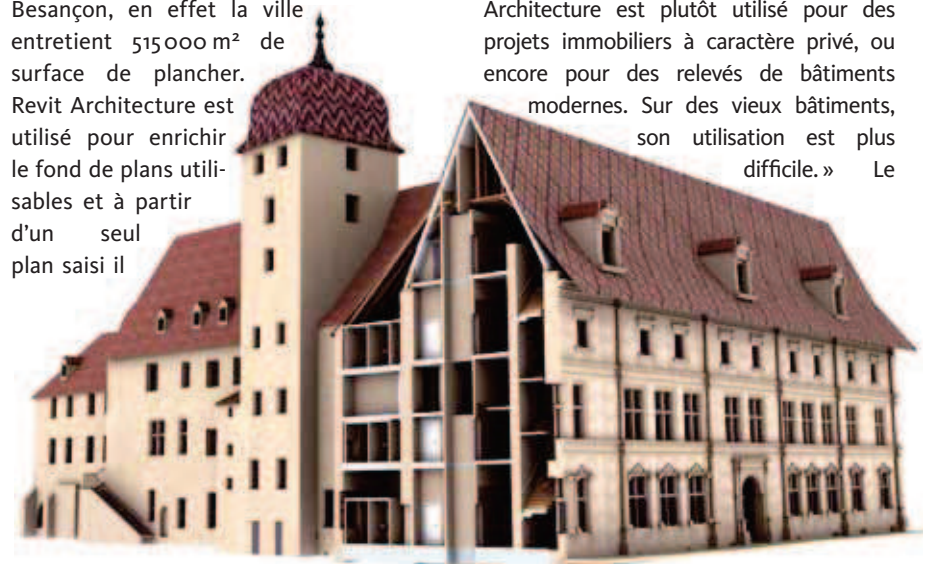 Besançon, en effet la ville
entretient 515 000 m² de
surface de plancher.
Revit Architecture est
utilisé pour enrichir
le fond de plans utili-
sables et à partir
d'un seul
plan saisi il
Architecture est plutôt utilisé pour des
projets immobiliers à caractère privé, ou
encore pour des relevés de bâtiments
modernes. Sur des vieux bâtiments,
son utilisation est plus
difficile. » Le